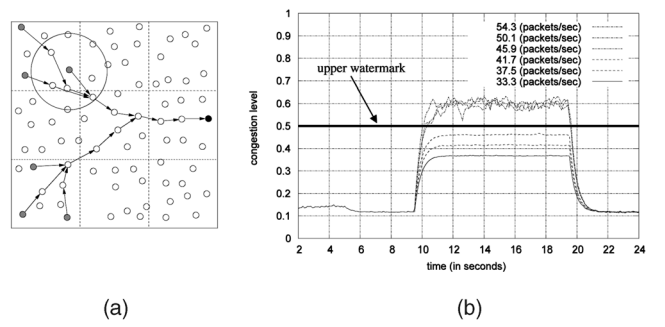 54.3 (packets/sec)
50.1 (packets/sec)
45.9 (packets/sec)
41.7 (packets/sec)
37.5 (packets/sec)
33.3 (packets/sec)
upper watermark
congestion level
1
0.9
0.8
0.7
0.6
0.5
0.4
0.3
0.2
0.1
0
2 4 6 8 10 12 14 16 18 20 22 24
time (in seconds)
(a)
(b)